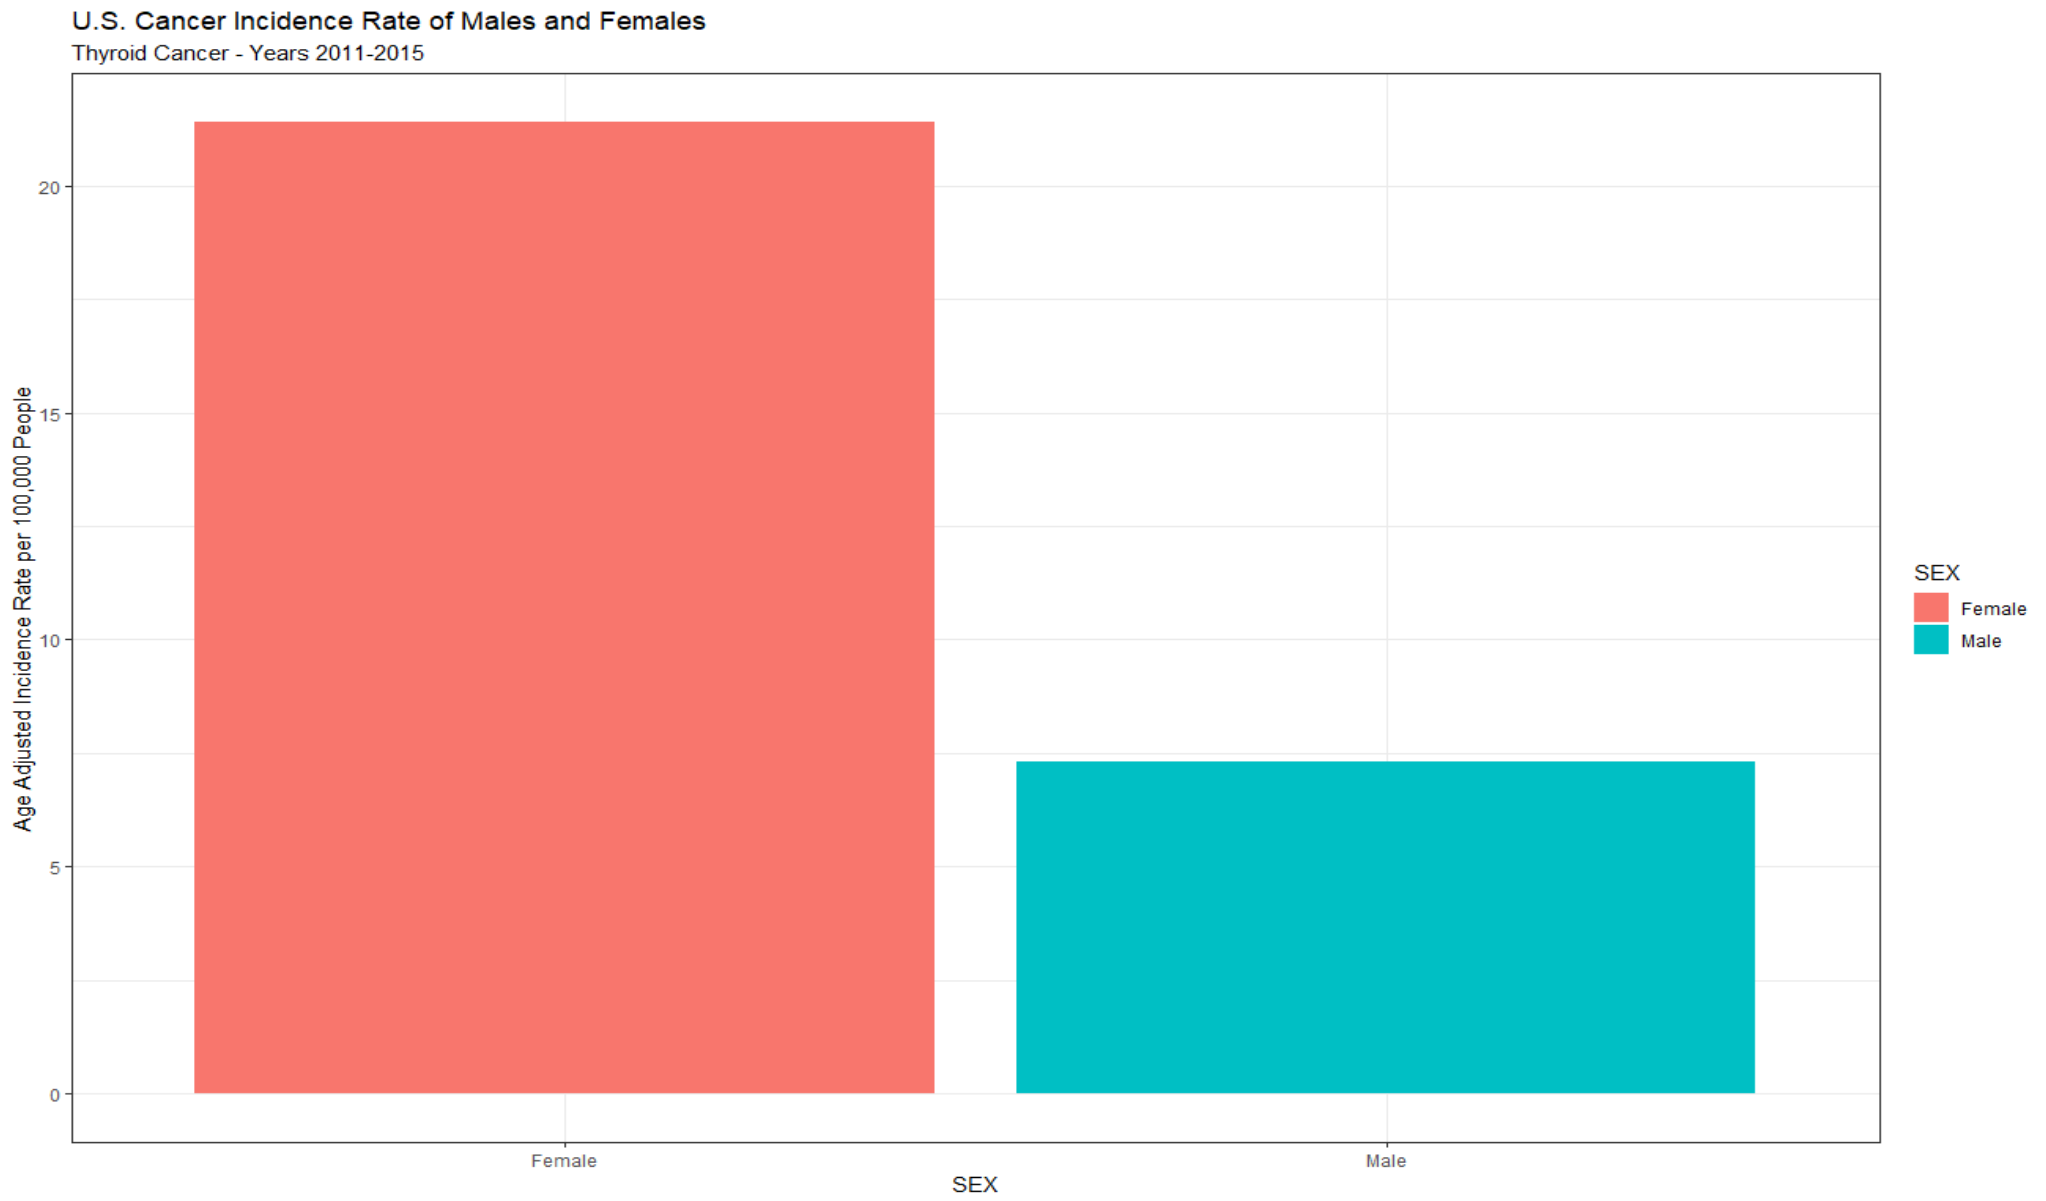 U.S. Cancer Incidence Rate of Males and Females
Thyroid Cancer - Years 2011-2015
Age Adjusted Incidence Rate per 100,000 People
20
15
10
5
0
Female
Male
SEX
SEX
Female
Male